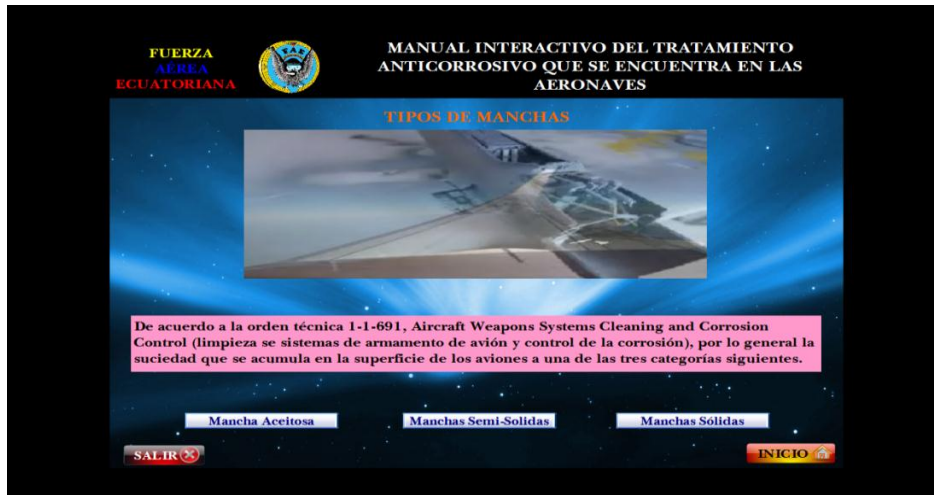 FUERZA
AÉREA
ECUATORIANA
FAE
MANUAL INTERACTIVO DEL TRATAMIENTO
ANTICORROSIVO QUE SE ENCUENTRA EN LAS
AERONAVES
TIPOS DE MANCHAS
De acuerdo a la orden técnica 1-1-691, Aircraft Weapons Systems Cleaning and Corrosion
Control (limpieza se sistemas de armamento de avión y control de la corrosión), por lo general la
suciedad que se acumula en la superficie de los aviones a una de las tres categorías siguientes.
Mancha Aceitosa
Manchas Semi-Solidas
Manchas Sólidas
SALIR
INICIO